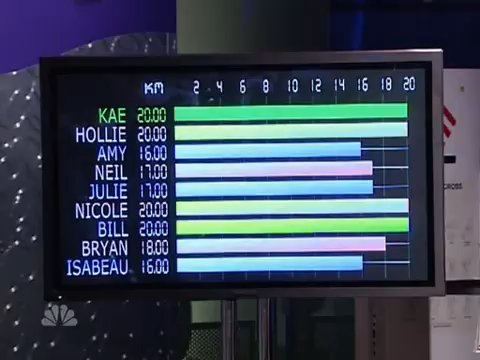 KM 2 4 6 8 10 12 14 16 18 20
KAE 20.00
HOLLIE 20.00
AMY 16.00
NEIL 17.00
JULIE 17.00
NICOLE 20.00
BILL 20.00
BRYAN 18.00
ISABEAU 16.00
CROSS
NBC